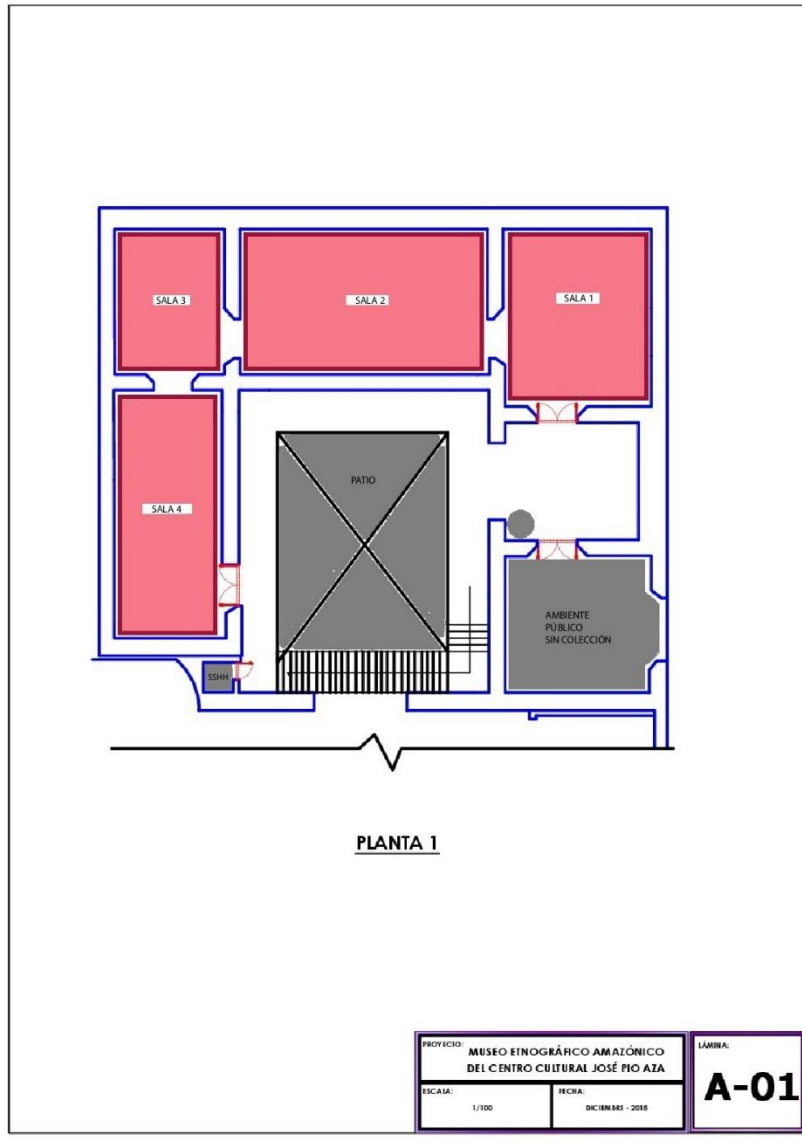 SALA 3
SALA 2
SALA 1
PATIO
SALA 4
AMBIENTE
PÚBLICO
SIN COLECCIÓN
SSHH
PLANTA 1
PROYECTO:
MUSEO ETNOGRÁFICO AMAZÓNICO
DEL CENTRO CULTURAL JOSÉ PIO AZA
LÁMINA:
A-01
ESCALA:
1/100
FECHA:
DICIEMBRE - 2018